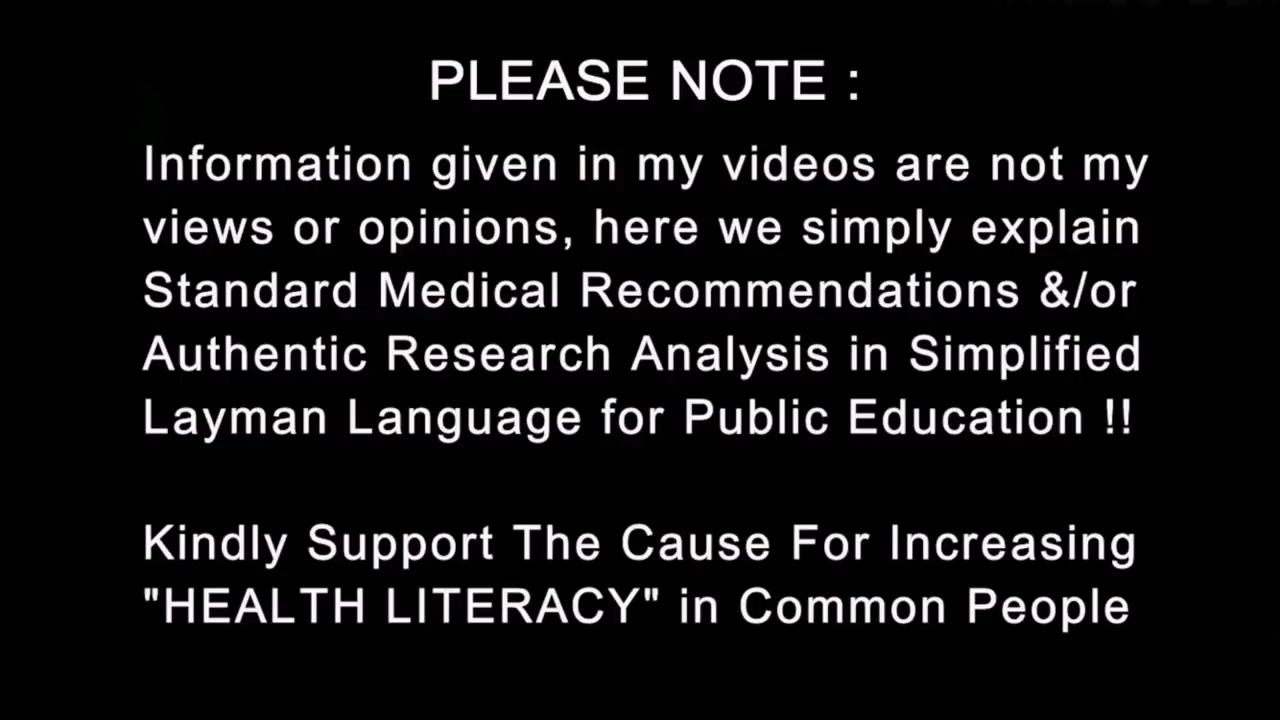 PLEASE NOTE :
Information given in my videos are not my
views or opinions, here we simply explain
Standard Medical Recommendations &/or
Authentic Research Analysis in Simplified
Layman Language for Public Education !!
Kindly Support The Cause For Increasing
"HEALTH LITERACY" in Common People